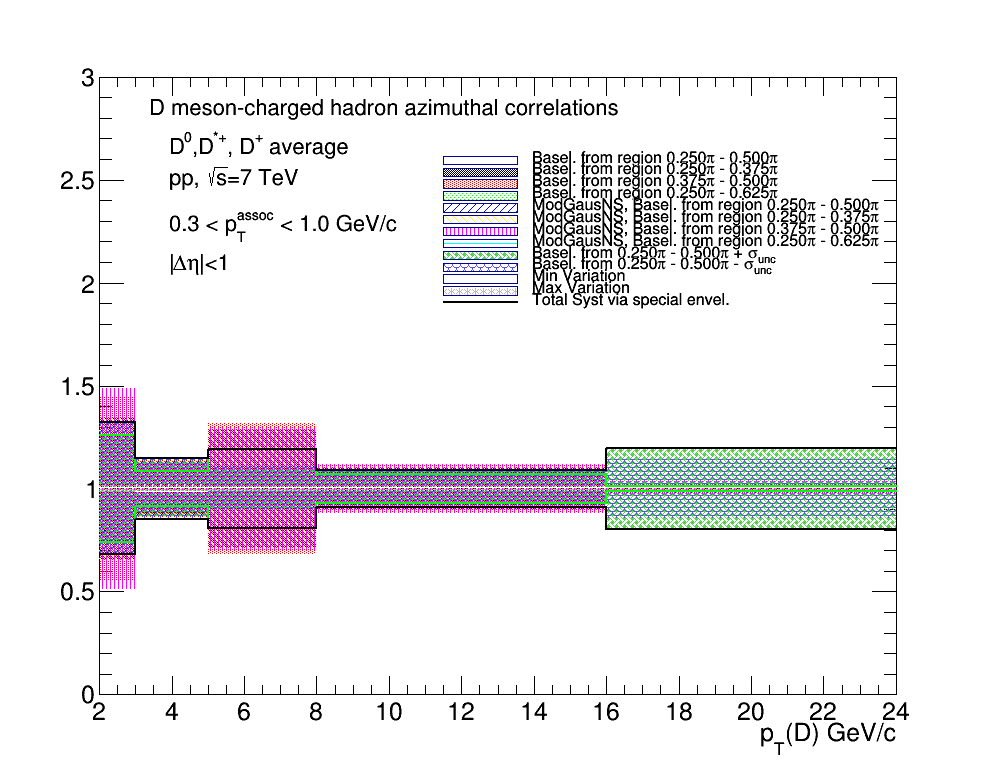 3
D meson-charged hadron azimuthal correlations
D⁰,D*⁺, D⁺ average
pp, √s=7 TeV
0.3 < p_T^assoc < 1.0 GeV/c
|Δη|<1
Basel. from region 0.250π - 0.500π
Basel. from region 0.250π - 0.375π
Basel. from region 0.375π - 0.500π
Basel. from region 0.250π - 0.625π
ModGausNS, Basel. from region 0.250π - 0.500π
ModGausNS, Basel. from region 0.250π - 0.375π
ModGausNS, Basel. from region 0.375π - 0.500π
ModGausNS, Basel. from region 0.250π - 0.625π
Basel. from 0.250π - 0.500π + σ_unc
Basel. from 0.250π - 0.500π - σ_unc
Min Variation
Max Variation
Total Syst via special envel.
2.5
2
1.5
1
0.5
0
2 4 6 8 10 12 14 16 18 20 22 24
p_T(D) GeV/c